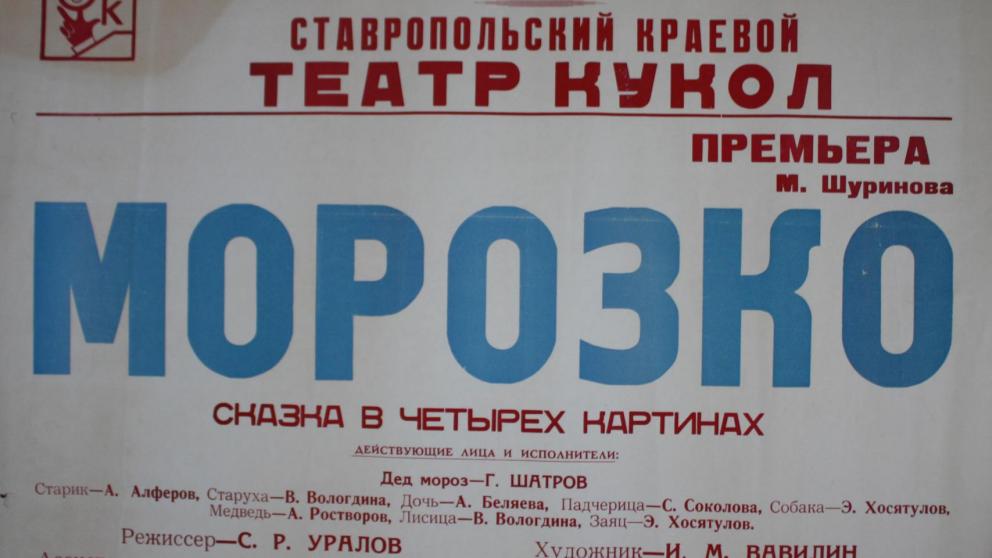 К
СТАВРОПОЛЬСКИЙ КРАЕВОЙ
ТЕАТР КУКОЛ
ПРЕМЬЕРА
М. Шуринова
МОРОЗКО
СКАЗКА В ЧЕТЫРЕХ КАРТИНАХ
ДЕЙСТВУЮЩИЕ ЛИЦА И ИСПОЛНИТЕЛИ:
Дед мороз—Г. ШАТРОВ
Старик—А. Алферов, Старуха—В. Вологдина, Дочь—А. Беляева, Падчерица—С. Соколова, Собака—Э. Хосятулов,
Медведь—А. Ростворов, Лисица—В. Вологдина, Заяц—Э. Хосятулов.
Режиссер—С. Р. УРАЛОВ
Художник—И. М. ВАВИЛИН